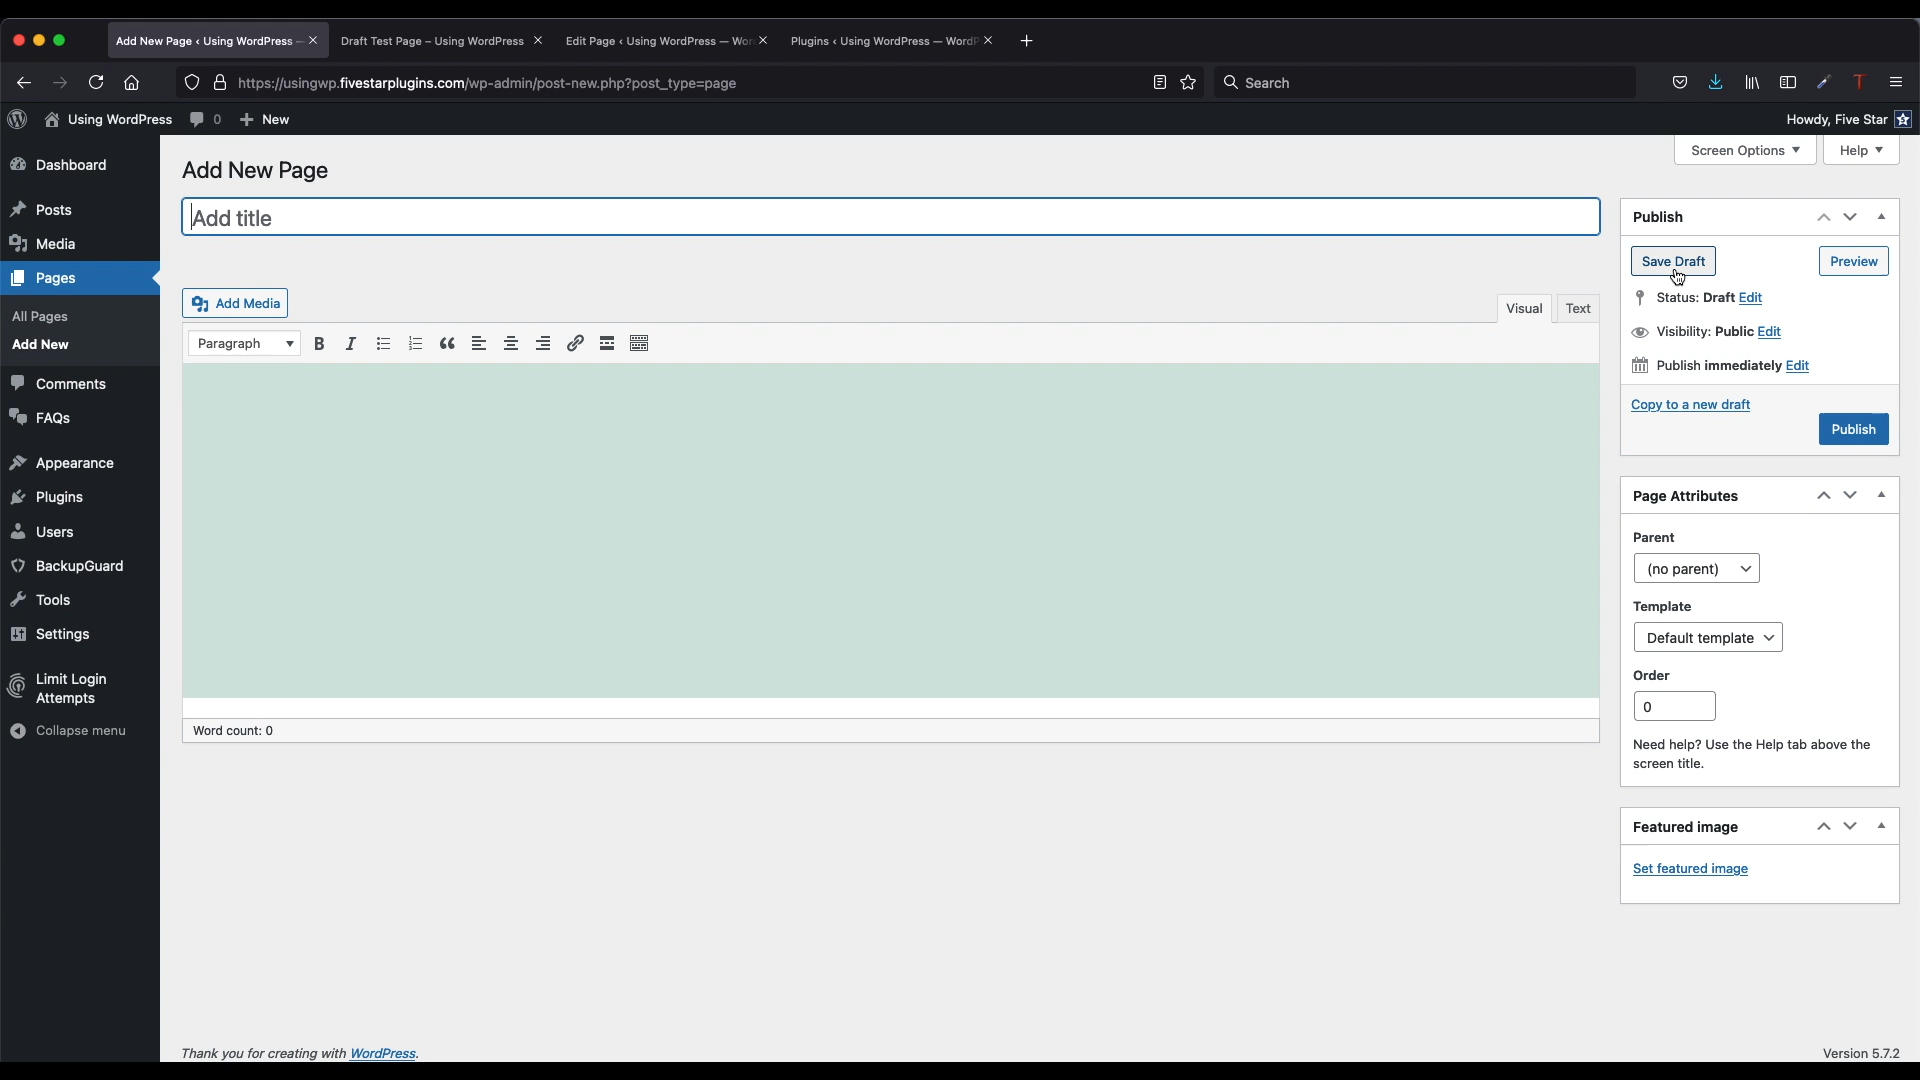 Add New Page ‹ Using WordPress —
Draft Test Page – Using WordPress
Edit Page ‹ Using WordPress — Wor
Plugins ‹ Using WordPress — WordP
https://usingwp.fivestarplugins.com/wp-admin/post-new.php?post_type=page
Search
Using WordPress
0
New
Howdy, Five Star
Dashboard
Posts
Media
Pages
All Pages
Add New
Comments
FAQs
Appearance
Plugins
Users
BackupGuard
Tools
Settings
Limit Login
Attempts
Collapse menu
Screen Options
Help
Add New Page
Add title
Add Media
Visual
Text
Paragraph
B
I
Word count: 0
Publish
Save Draft
Preview
Status: Draft Edit
Visibility: Public Edit
Publish immediately Edit
Copy to a new draft
Publish
Page Attributes
Parent
(no parent)
Template
Default template
Order
0
Need help? Use the Help tab above the
screen title.
Featured image
Set featured image
Thank you for creating with WordPress.
Version 5.7.2